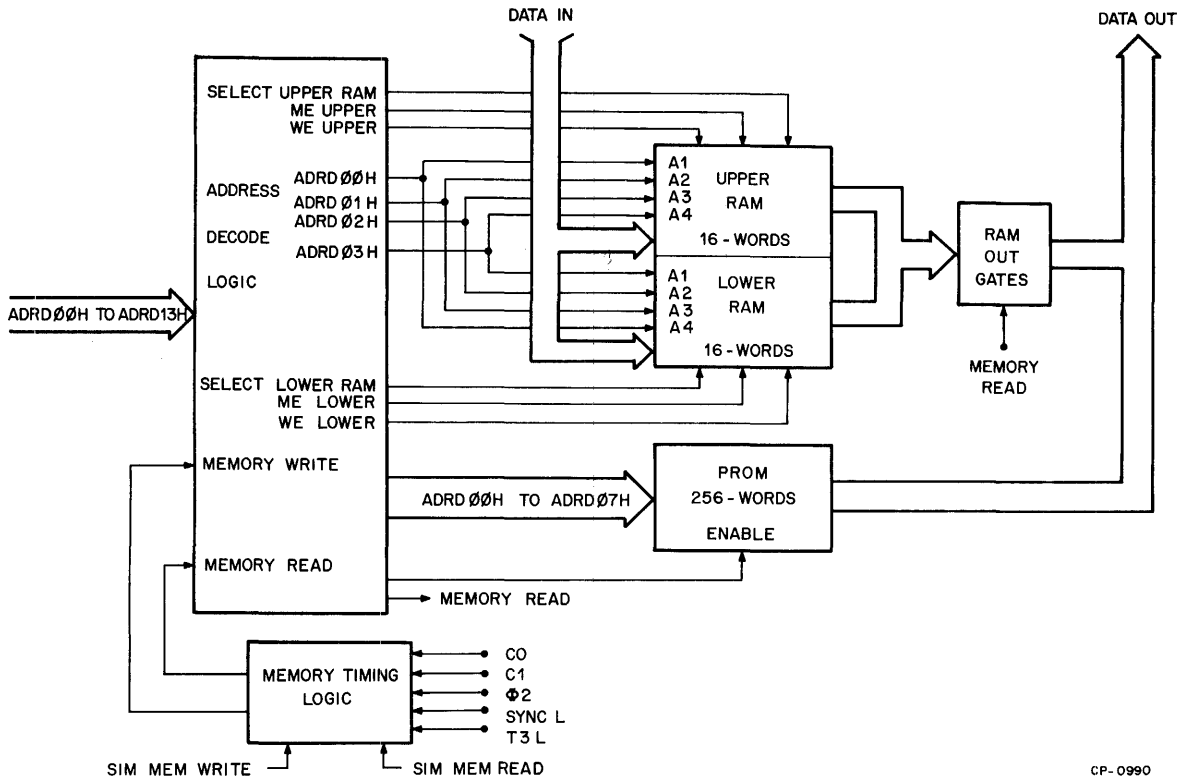 DATA IN
DATA OUT
SELECT UPPER RAM
ME UPPER
WE UPPER
ADRD ØØH
ADRD Ø1H
ADRD Ø2H
ADRD Ø3H
ADDRESS
DECODE
LOGIC
A1
A2
A3
A4
UPPER
RAM
16-WORDS
A1
A2
A3
A4
LOWER
RAM
16-WORDS
RAM
OUT
GATES
MEMORY
READ
ADRD ØØH TO ADRD13H
SELECT LOWER RAM
ME LOWER
WE LOWER
MEMORY WRITE
ADRD ØØH TO ADRD Ø7H
PROM
256-WORDS
ENABLE
MEMORY READ
MEMORY READ
MEMORY TIMING
LOGIC
CO
C1
Φ2
SYNC L
T3 L
SIM MEM WRITE
SIM MEM READ
CP-0990